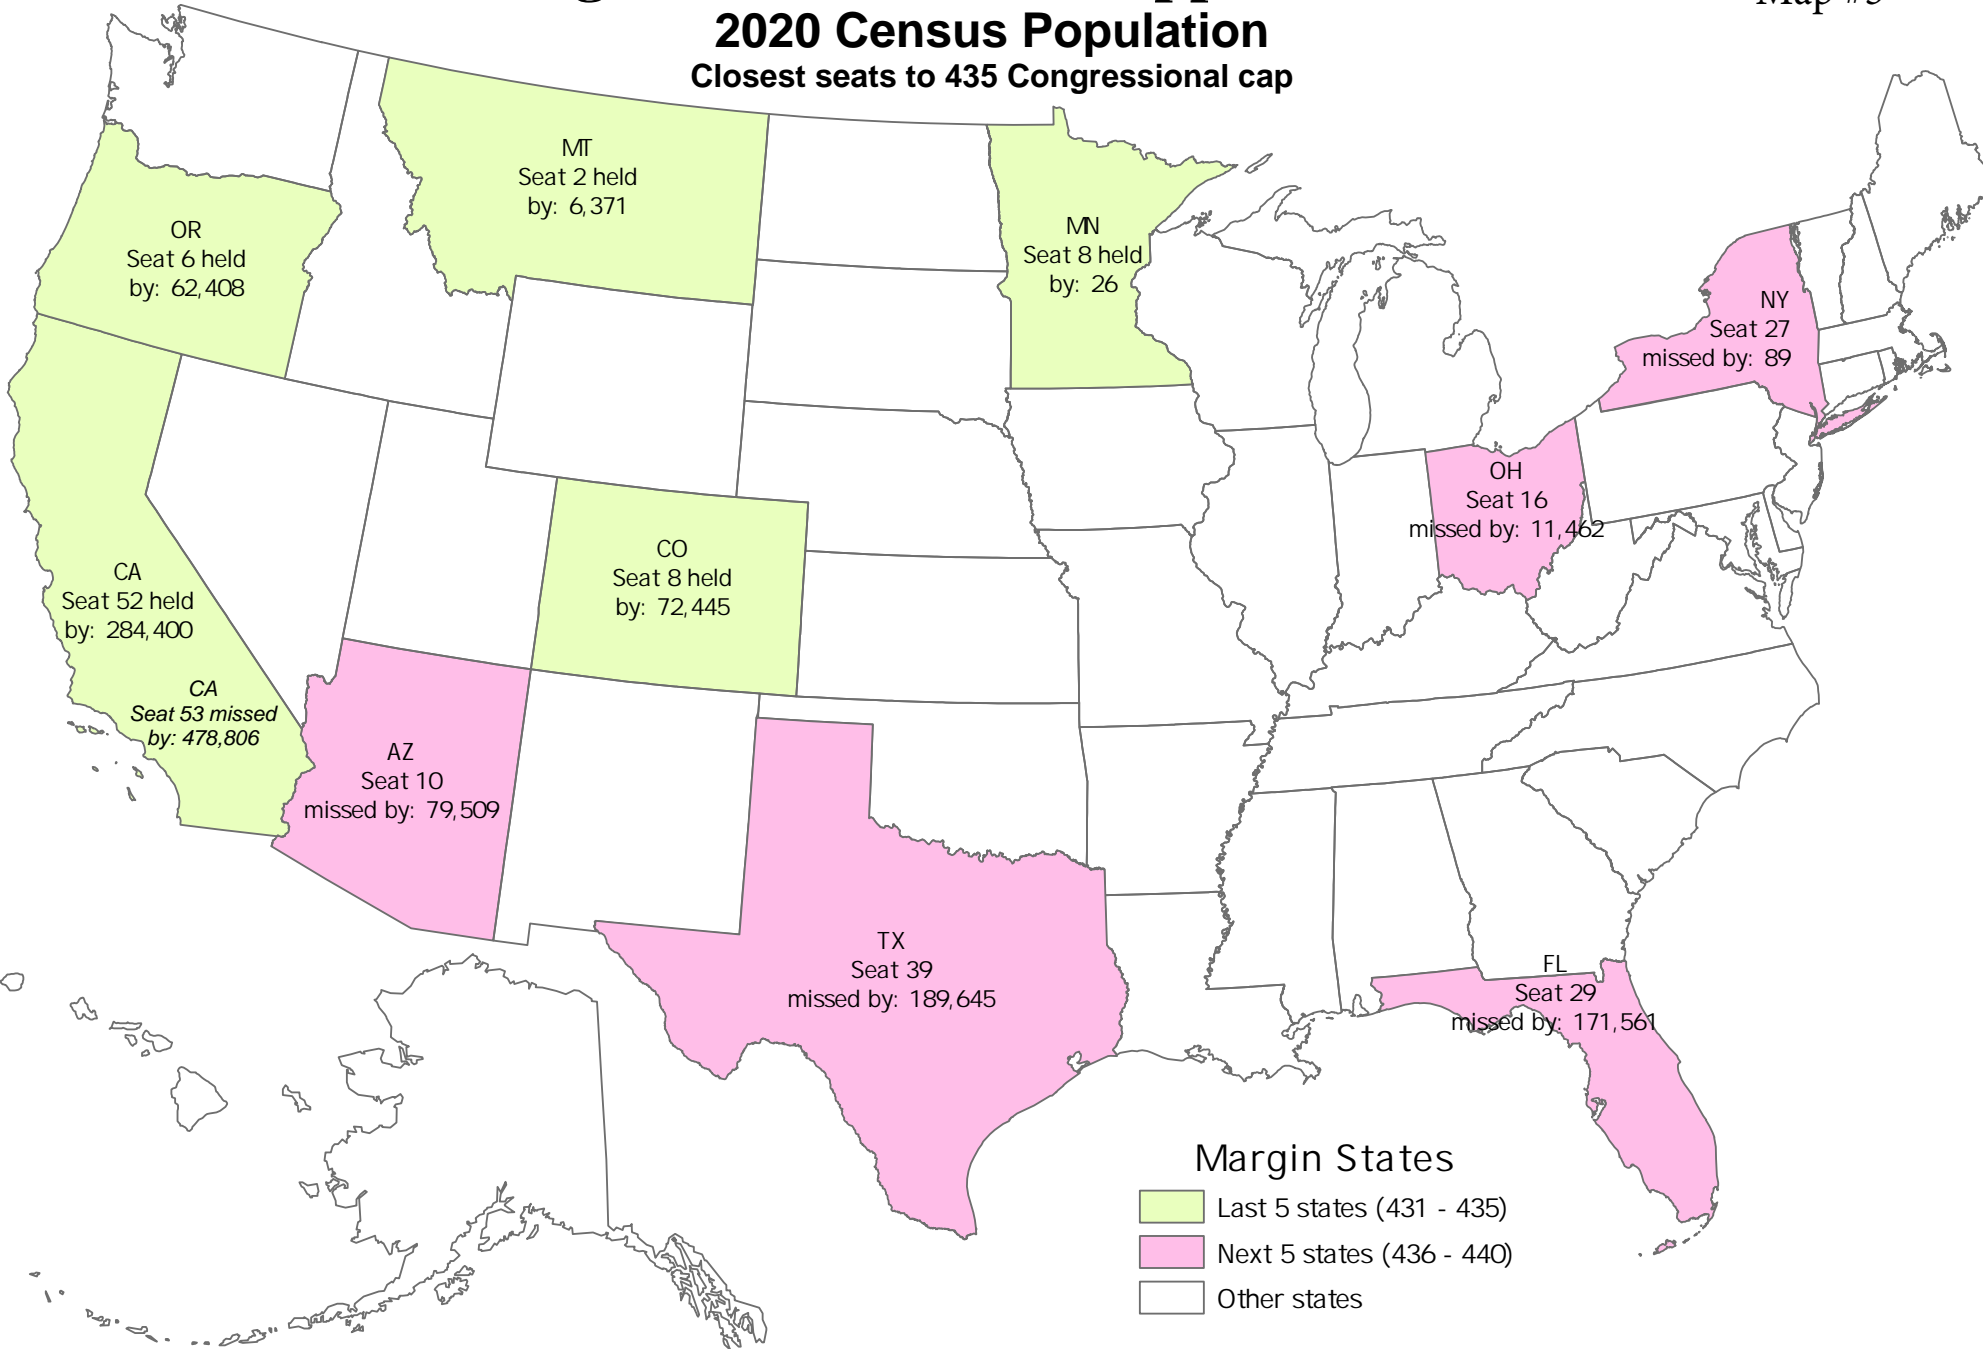 2020 Census Population
Closest seats to 435 Congressional cap
MT
Seat 2 held
by: 6,371
OR
Seat 6 held
by: 62,408
MN
Seat 8 held
by: 26
NY
Seat 27
missed by: 89
OH
Seat 16
missed by: 11,462
CO
Seat 8 held
by: 72,445
CA
Seat 52 held
by: 284,400
CA
Seat 53 missed
by: 478,806
AZ
Seat 10
missed by: 79,509
TX
Seat 39
missed by: 189,645
FL
Seat 29
missed by: 171,561
Margin States
Last 5 states (431 - 435)
Next 5 states (436 - 440)
Other states